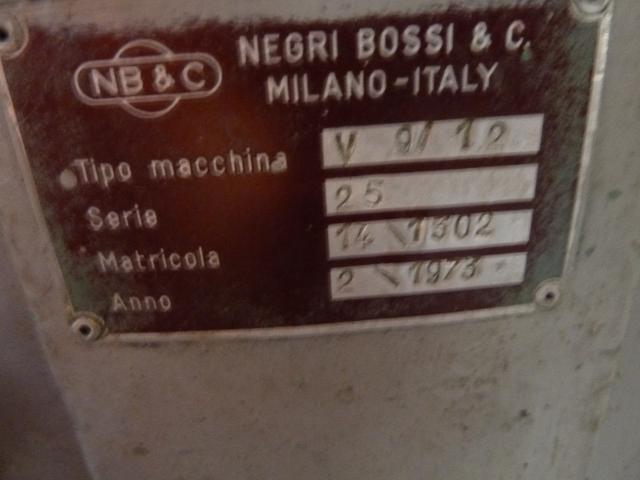 NB & C
NEGRI BOSSI & C.
MILANO-ITALY
Tipo macchina V 9/ 12
Serie 25
Matricola 14 \ 1302
Anno 2 \ 1973